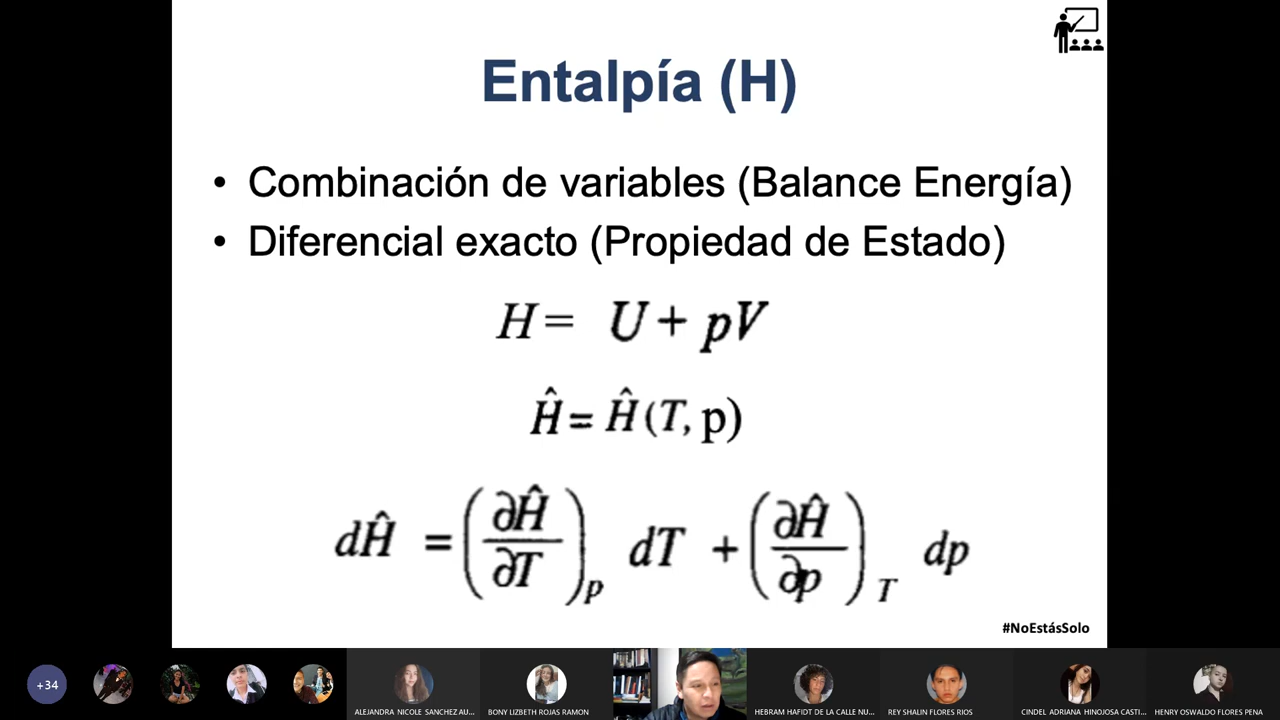 Entalpía (H)
• Combinación de variables (Balance Energía)
• Diferencial exacto (Propiedad de Estado)
H = U + pV
Ĥ = Ĥ (T, p)
dĤ = (∂Ĥ/∂T)p dT + (∂Ĥ/∂p)T dp
#NoEstásSolo
+34
ALEJANDRA NICOLE SANCHEZ AU...
BONY LIZBETH ROJAS RAMON
HEBRAM HAFIDT DE LA CALLE NU...
REY SHALIN FLORES RIOS
CINDEL ADRIANA HINOJOSA CASTI...
HENRY OSWALDO FLORES PEÑA